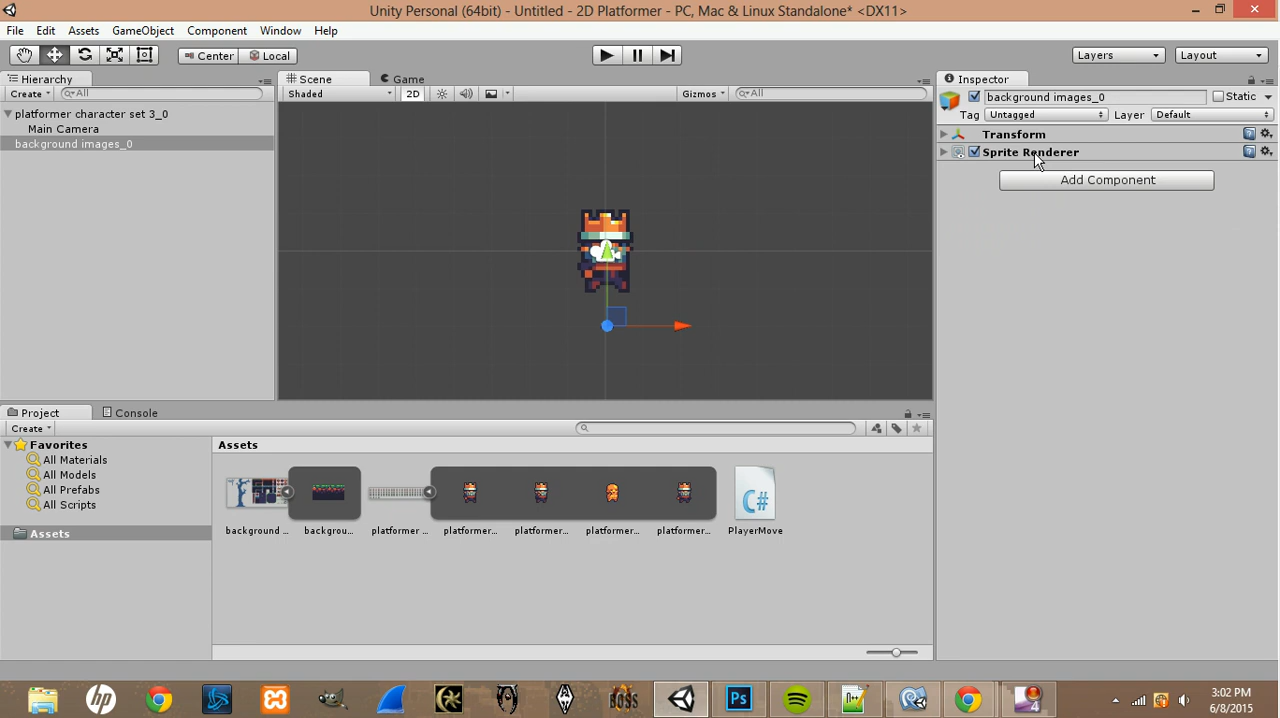 Unity Personal (64bit) - Untitled - 2D Platformer - PC, Mac & Linux Standalone* <DX11>
File Edit Assets GameObject Component Window Help
Center Local Layers Layout
Hierarchy Scene Game Inspector
Create All Shaded 2D Gizmos All background images_0 Static
platformer character set 3_0 Tag Untagged Layer Default
Main Camera Transform
background images_0 Sprite Renderer
Add Component
Project Console
Create
Favorites Assets
All Materials
All Models
All Prefabs
All Scripts
C#
background ... backgrou... platformer ... platformer... platformer... platformer... platformer... PlayerMove
Assets
hp BOSS Ps 4 3:02 PM
6/8/2015